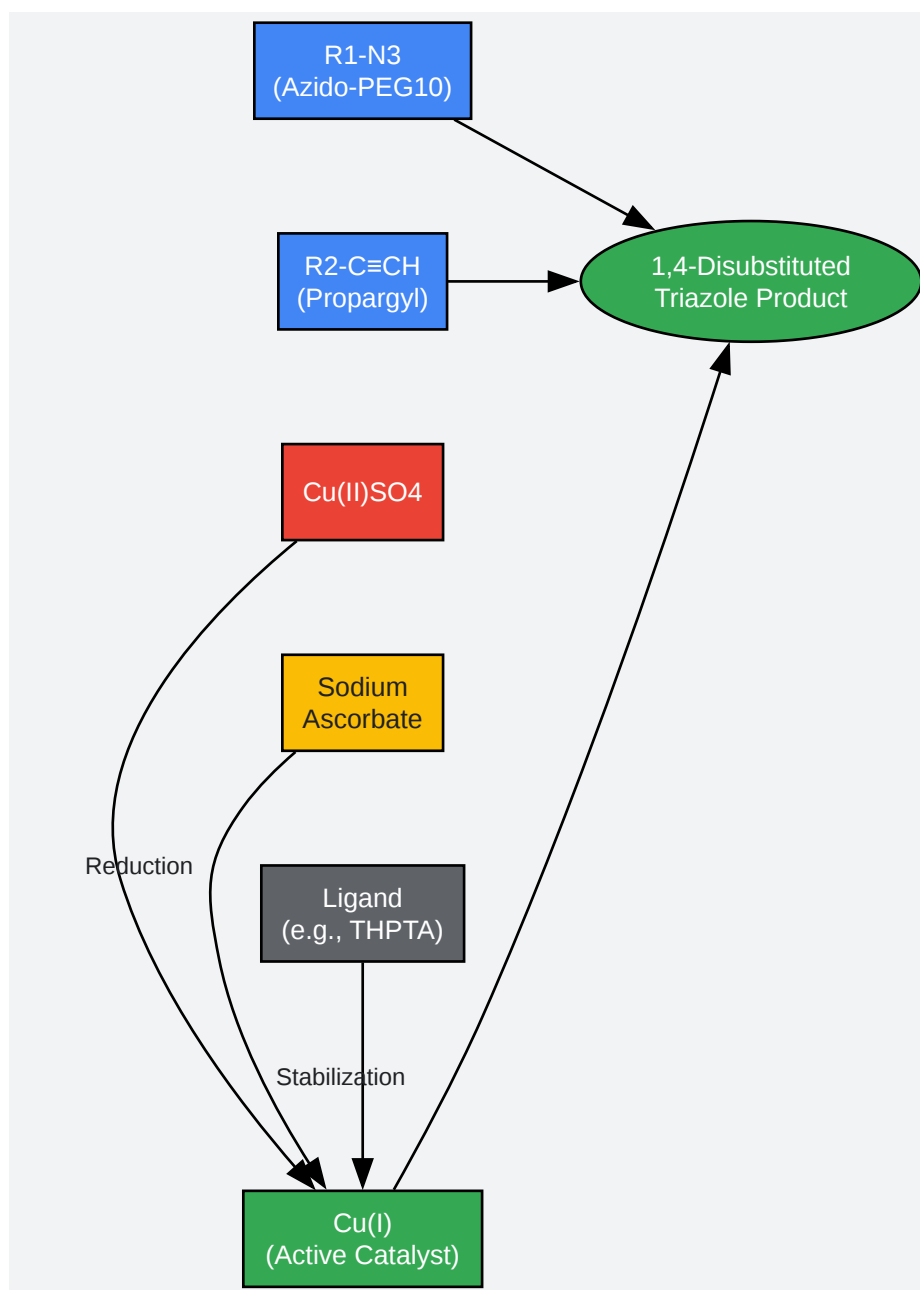 R1-N3
(Azido-PEG10)
R2-C≡CH
(Propargyl)
1,4-Disubstituted
Triazole Product
Cu(II)SO4
Sodium
Ascorbate
Reduction
Ligand
(e.g., THPTA)
Stabilization
Cu(I)
(Active Catalyst)